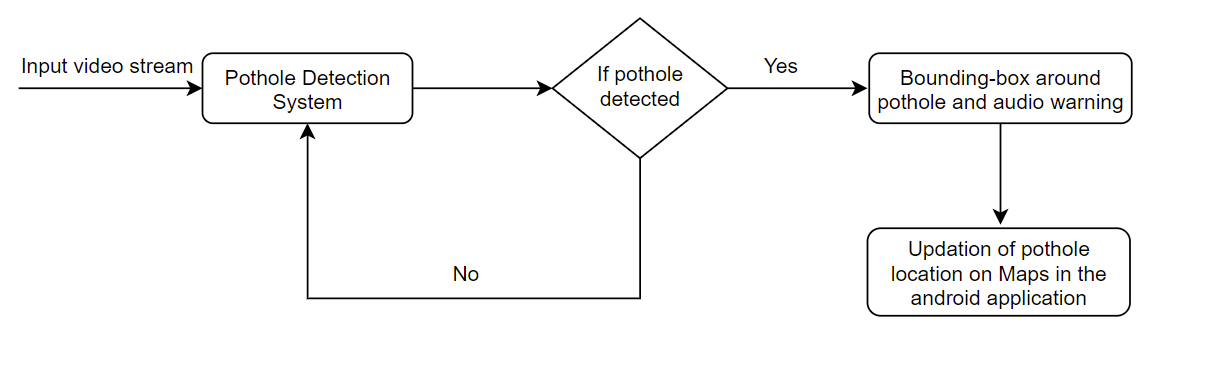 Input video stream
Pothole Detection
System
If pothole
detected
Yes
Bounding-box around
pothole and audio warning
No
Updation of pothole
location on Maps in the
android application